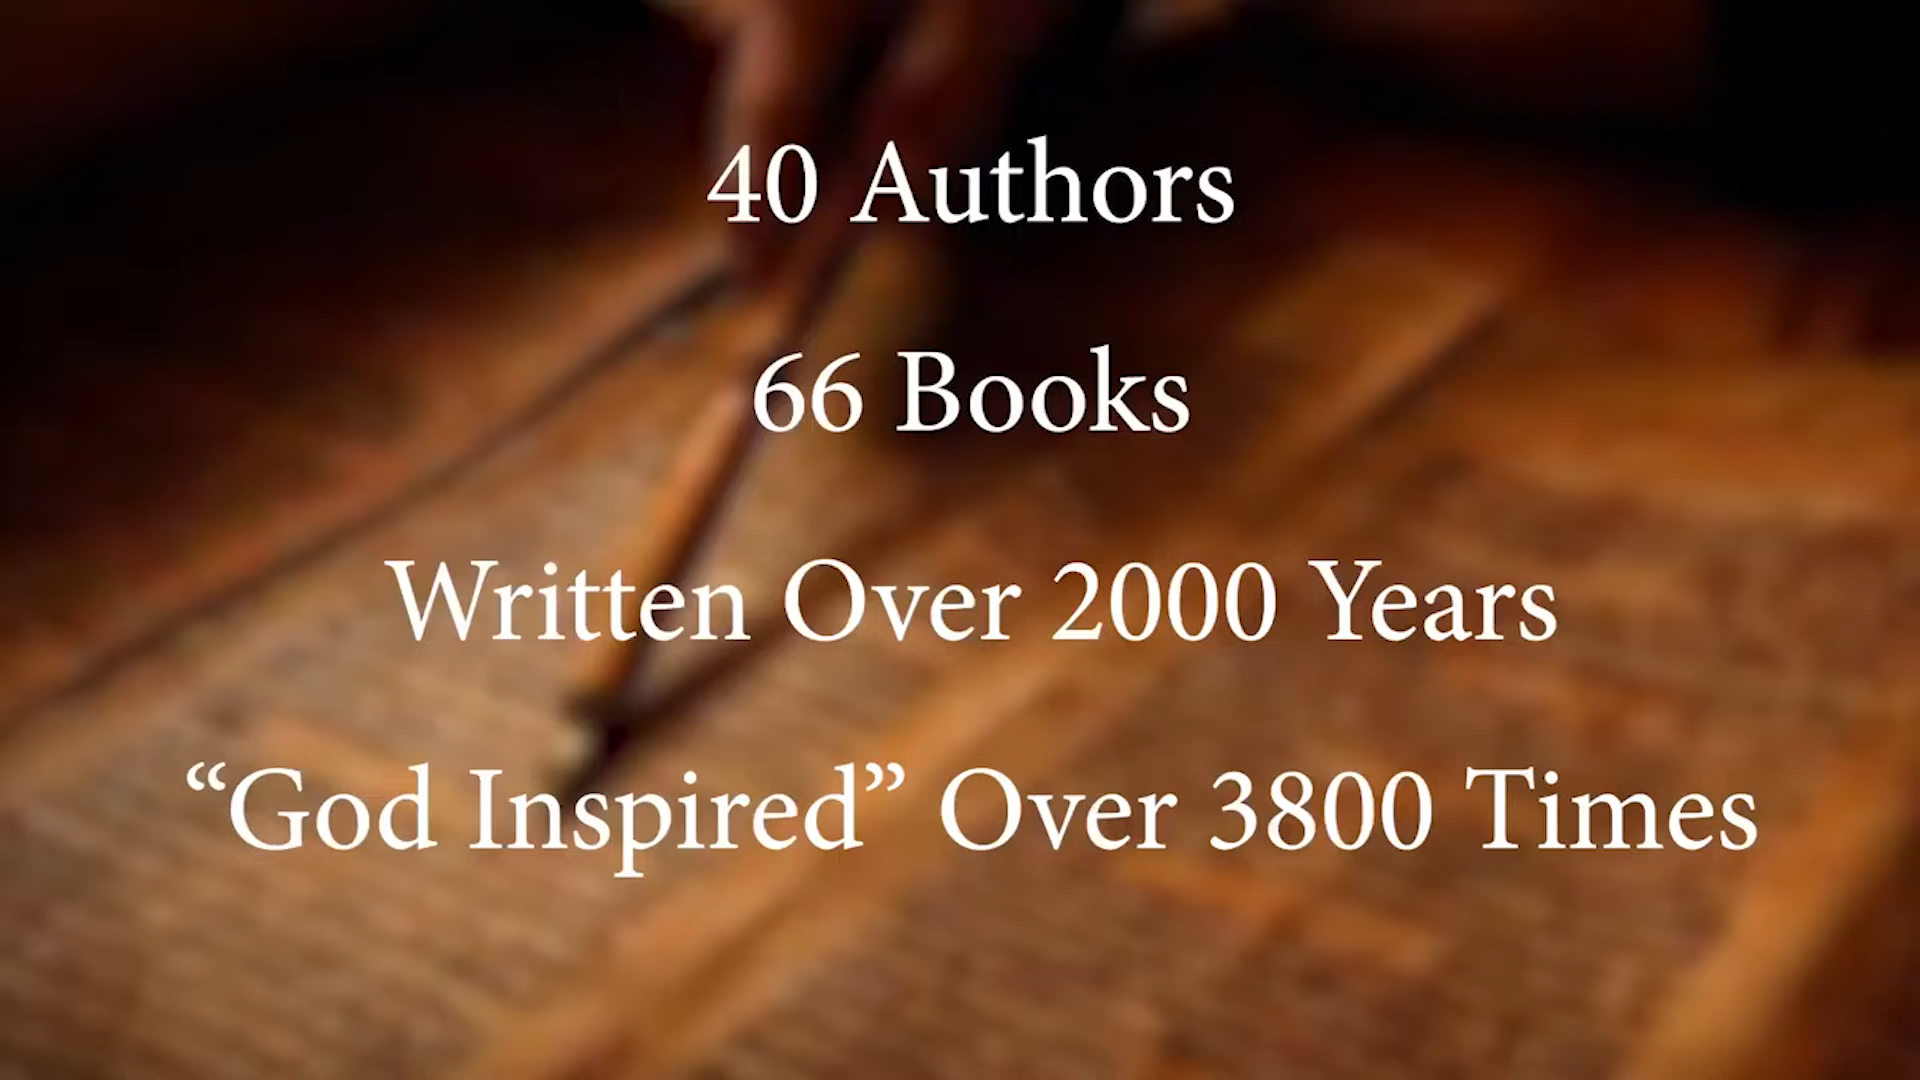 40 Authors
66 Books
Written Over 2000 Years
“God Inspired” Over 3800 Times